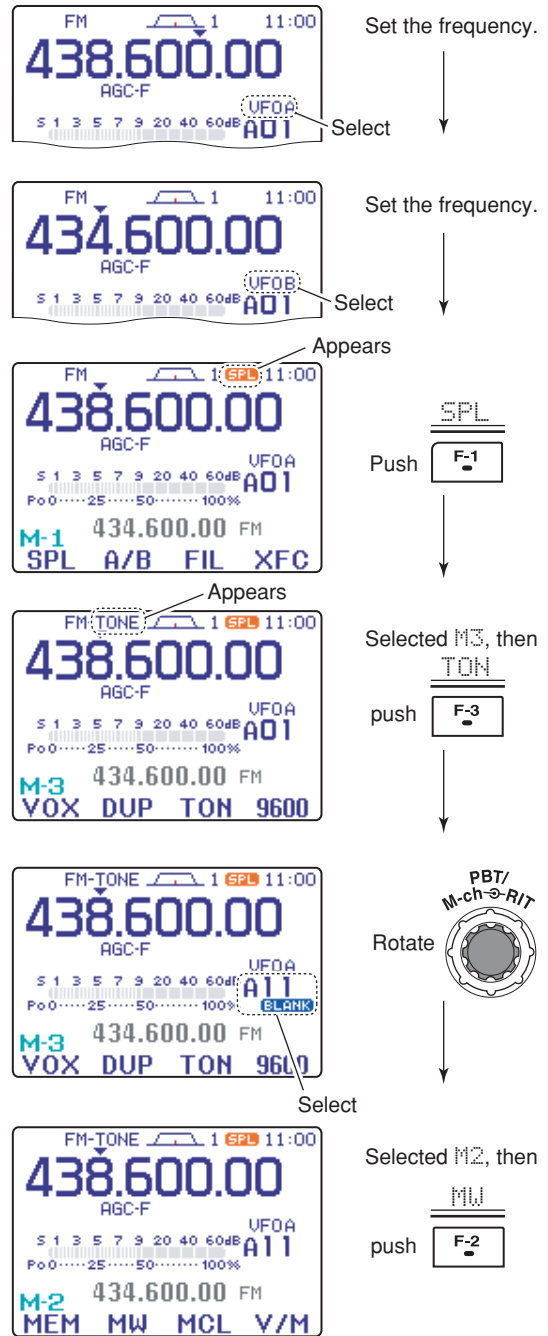 FM 1 11:00
438.600.00
AGC-F
VFOA
S 1 3 5 7 9 20 40 60dB A01
Select
Set the frequency.
FM 1 11:00
434.600.00
AGC-F
VFOB
S 1 3 5 7 9 20 40 60dB A01
Select
Set the frequency.
Appears
FM 1 SPL 11:00
438.600.00
AGC-F
VFOA
S 1 3 5 7 9 20 40 60dB A01
Po0····25·····50········100%
M-1 434.600.00 FM
SPL A/B FIL XFC
SPL
Push F-1
Appears
FM-TONE 1 SPL 11:00
438.600.00
AGC-F
VFOA
S 1 3 5 7 9 20 40 60dB A01
Po0····25·····50········100%
M-3 434.600.00 FM
VOX DUP TON 9600
Selected M3, then
TON
push F-3
FM-TONE 1 SPL 11:00
438.600.00
AGC-F
VFOA
S 1 3 5 7 9 20 40 60dB A11
Po0····25·····50········100% BLANK
M-3 434.600.00 FM
VOX DUP TON 9600
Select
PBT/
M-ch RIT
Rotate
FM-TONE 1 SPL 11:00
438.600.00
AGC-F
VFOA
S 1 3 5 7 9 20 40 60dB A11
Po0····25·····50········100%
M-2 434.600.00 FM
MEM MW MCL V/M
Selected M2, then
MW
push F-2